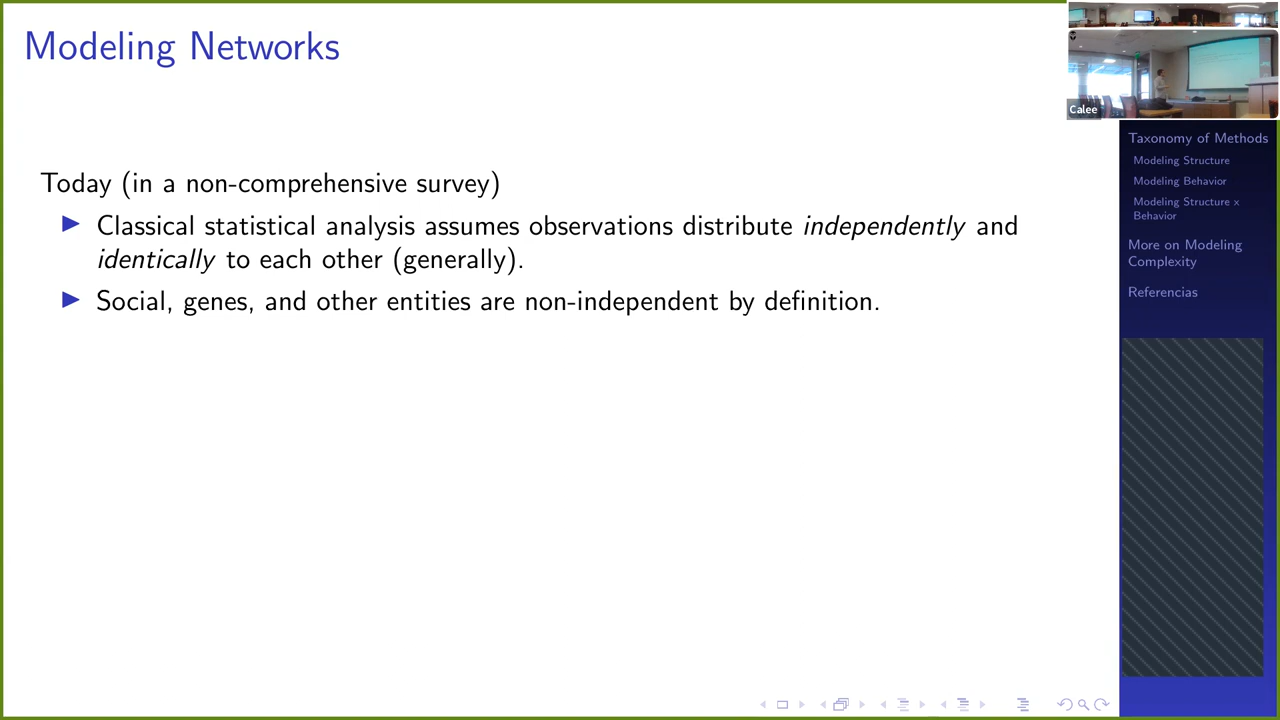 Modeling Networks
Today (in a non-comprehensive survey)
Classical statistical analysis assumes observations distribute independently and
identically to each other (generally).
Social, genes, and other entities are non-independent by definition.
Calee
Taxonomy of Methods
Modeling Structure
Modeling Behavior
Modeling Structure ×
Behavior
More on Modeling
Complexity
Referencias